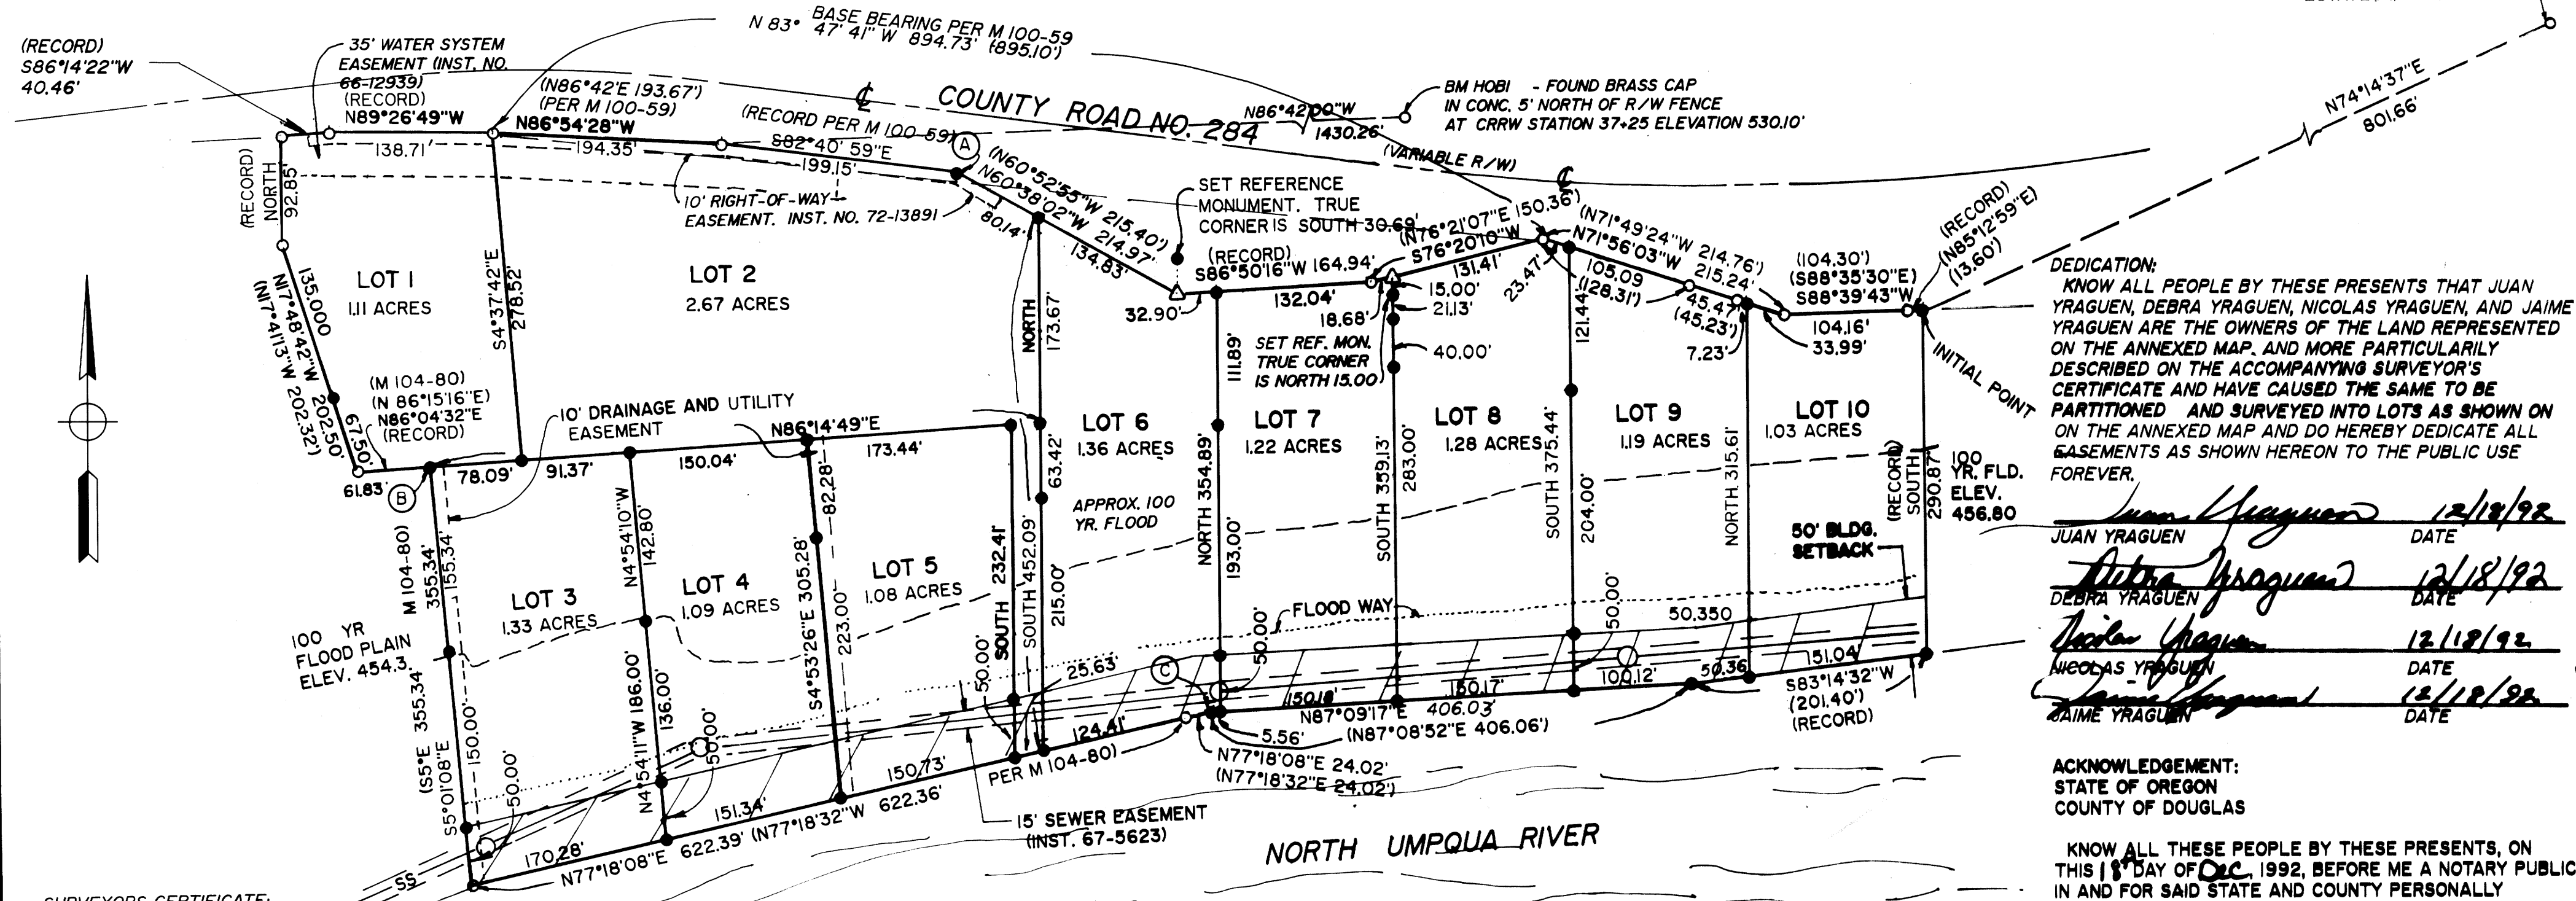 (RECORD)
S86°14'22"W
40.46'
35' WATER SYSTEM
EASEMENT (INST. NO.
66-12939)
(RECORD)
N89°26'49"W
138.71'
BASE BEARING PER M 100-59
N 83° 47' 41" W 894.73' (895.10')
(N86°42'E 193.67')
(PER M 100-59)
N86°54'28"W
194.35'
(RECORD PER M 100-59)
S82°40'59"E
199.15'
A
℄ COUNTY ROAD NO. 284
N86°42'00"W
1430.26'
BM HOBI - FOUND BRASS CAP
IN CONC. 5' NORTH OF R/W FENCE
AT CRRW STATION 37+25 ELEVATION 530.10'
(VARIABLE R/W)
℄
N74°14'37"E
801.66'
(RECORD)
NORTH
92.85'
10' RIGHT-OF-WAY
EASEMENT. INST. NO. 72-13891
80.14'
(N60°52'55"W 215.40')
N60°38'02"W 214.97'
134.83'
SET REFERENCE
MONUMENT. TRUE
CORNER IS SOUTH 30.69'
(RECORD)
S86°50'16"W 164.94'
132.04'
32.90'
(N76°21'07"E 150.36')
S76°20'10"W
131.41'
15.00'
18.68'
21.13'
SET REF. MON.
TRUE CORNER
IS NORTH 15.00'
40.00'
23.47'
(N71°49'24"W 214.76')
N71°56'03"W 215.24'
105.09
(128.31')
45.47'
(45.23')
7.23'
33.99'
(104.30')
(S88°35'30"E)
S88°39'43"W
104.16'
(RECORD)
(N85°12'59"E)
(13.60')
INITIAL POINT
135.000
N17°48'42"W 202.50'
(N17°41'13"W 202.32')
67.50'
LOT 1
1.11 ACRES
S4°37'42"E
278.52'
LOT 2
2.67 ACRES
NORTH
173.67'
63.42'
(M 104-80)
(N 86°15'16"E)
N86°04'32"E
(RECORD)
61.83'
B
78.09'
91.37'
150.04'
10' DRAINAGE AND UTILITY
EASEMENT
N86°14'49"E
173.44'
LOT 6
1.36 ACRES
APPROX. 100
YR. FLOOD
111.89'
NORTH 354.89'
193.00'
LOT 7
1.22 ACRES
SOUTH 359.13'
283.00'
LOT 8
1.28 ACRES
121.44'
SOUTH 375.44'
204.00'
LOT 9
1.19 ACRES
NORTH 315.61'
LOT 10
1.03 ACRES
(RECORD)
SOUTH
290.87'
100
YR. FLD.
ELEV.
456.80
50' BLDG.
SETBACK
M 104-80)
355.34'
155.34'
(S5°E 355.34'
S5°01'08"E
150.00'
50.00'
100 YR
FLOOD PLAIN
ELEV. 454.3
LOT 3
1.33 ACRES
N4°54'10"W
142.80'
N4°54'11"W 186.00'
136.00'
50.00'
LOT 4
1.09 ACRES
82.28'
S4°53'26"E 305.28'
223.00'
LOT 5
1.08 ACRES
SOUTH 232.41'
50.00'
SOUTH 452.09'
215.00'
25.63'
FLOOD WAY
50.00'
50.00'
50.350
C
124.41'
PER M 104-80)
150.18'
150.17'
N87°09'17"E 406.03'
(N87°08'52"E 406.06')
100.12'
50.36'
151.04'
S83°14'32"W
(201.40')
(RECORD)
5.56'
N77°18'08"E 24.02'
(N77°18'32"E 24.02')
170.28'
151.34'
150.73'
N77°18'08"E 622.39' (N77°18'32"W 622.36'
15' SEWER EASEMENT
(INST. 67-5623)
SS
NORTH UMPQUA RIVER
DEDICATION:
KNOW ALL PEOPLE BY THESE PRESENTS THAT JUAN
YRAGUEN, DEBRA YRAGUEN, NICOLAS YRAGUEN, AND JAIME
YRAGUEN ARE THE OWNERS OF THE LAND REPRESENTED
ON THE ANNEXED MAP. AND MORE PARTICULARILY
DESCRIBED ON THE ACCOMPANYING SURVEYOR'S
CERTIFICATE AND HAVE CAUSED THE SAME TO BE
PARTITIONED AND SURVEYED INTO LOTS AS SHOWN ON
ON THE ANNEXED MAP AND DO HEREBY DEDICATE ALL
EASEMENTS AS SHOWN HEREON TO THE PUBLIC USE
FOREVER.
Juan Yraguen 12/18/92
JUAN YRAGUEN DATE
Debra Yraguen 12/18/92
DEBRA YRAGUEN DATE
Nicolas Yraguen 12/18/92
NICOLAS YRAGUEN DATE
Jaime Yraguen 12/18/92
JAIME YRAGUEN DATE
ACKNOWLEDGEMENT:
STATE OF OREGON
COUNTY OF DOUGLAS
KNOW ALL THESE PEOPLE BY THESE PRESENTS, ON
THIS 18th DAY OF Dec, 1992, BEFORE ME A NOTARY PUBLIC
IN AND FOR SAID STATE AND COUNTY PERSONALLY
SURVEYORS CERTIFICATE: